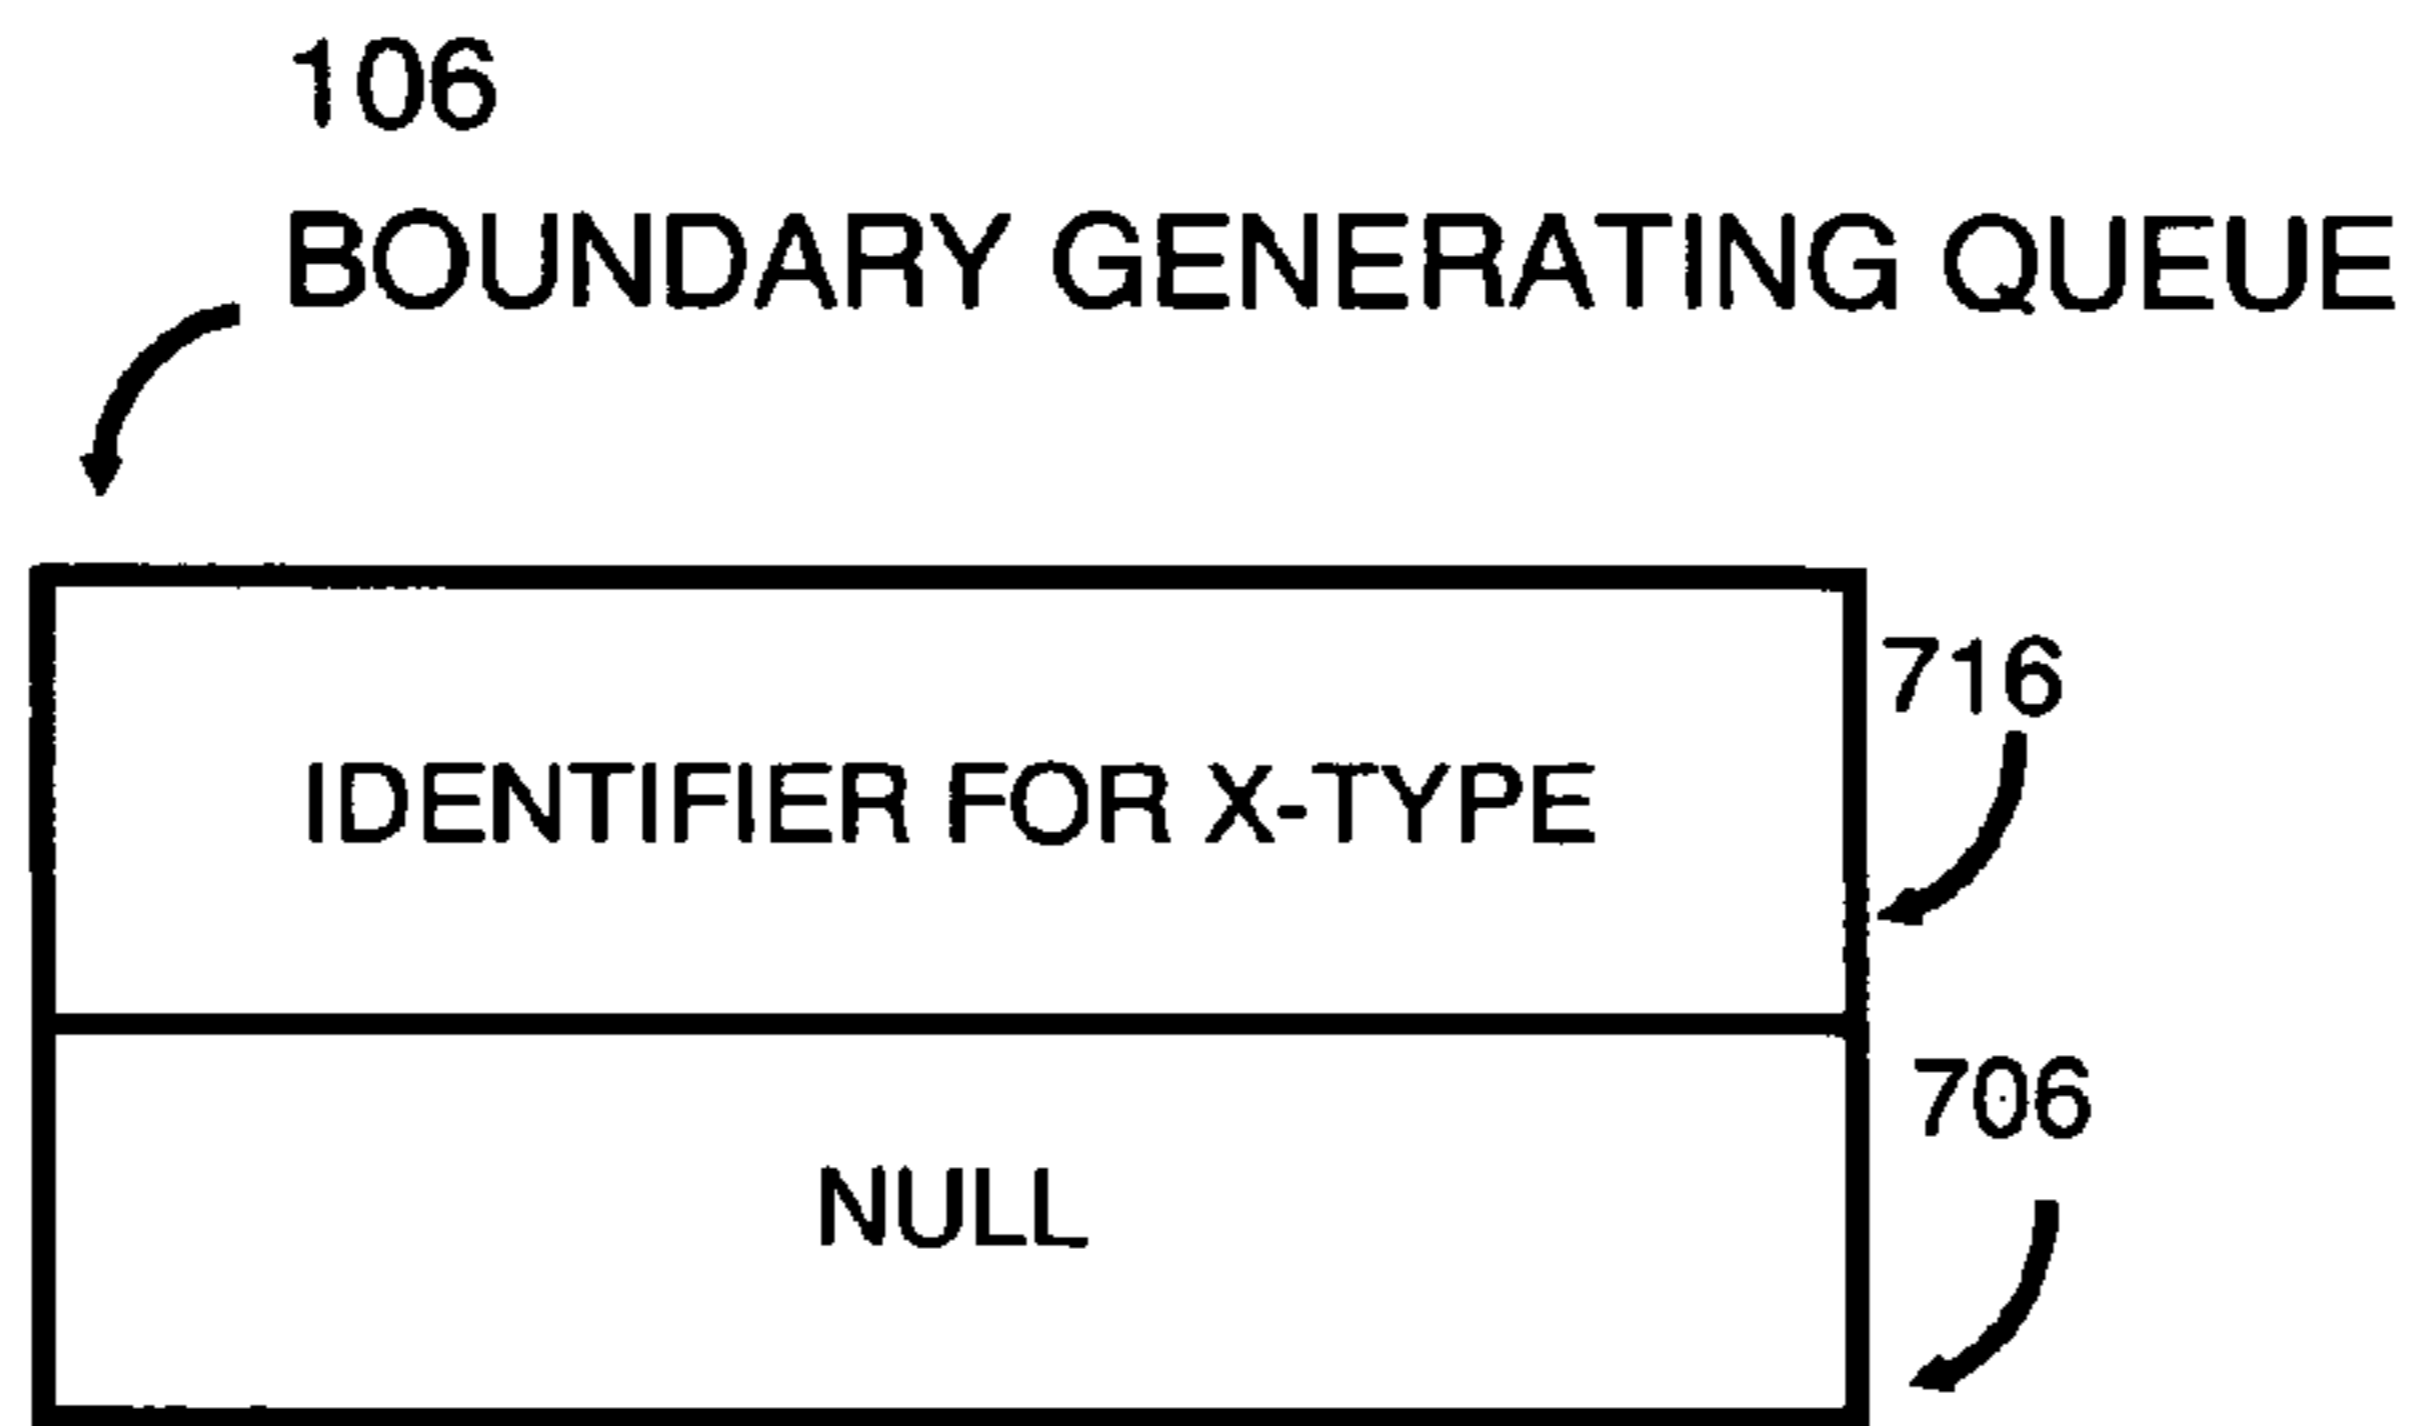 106
BOUNDARY GENERATING QUEUE
716
IDENTIFIER FOR X-TYPE
706
NULL